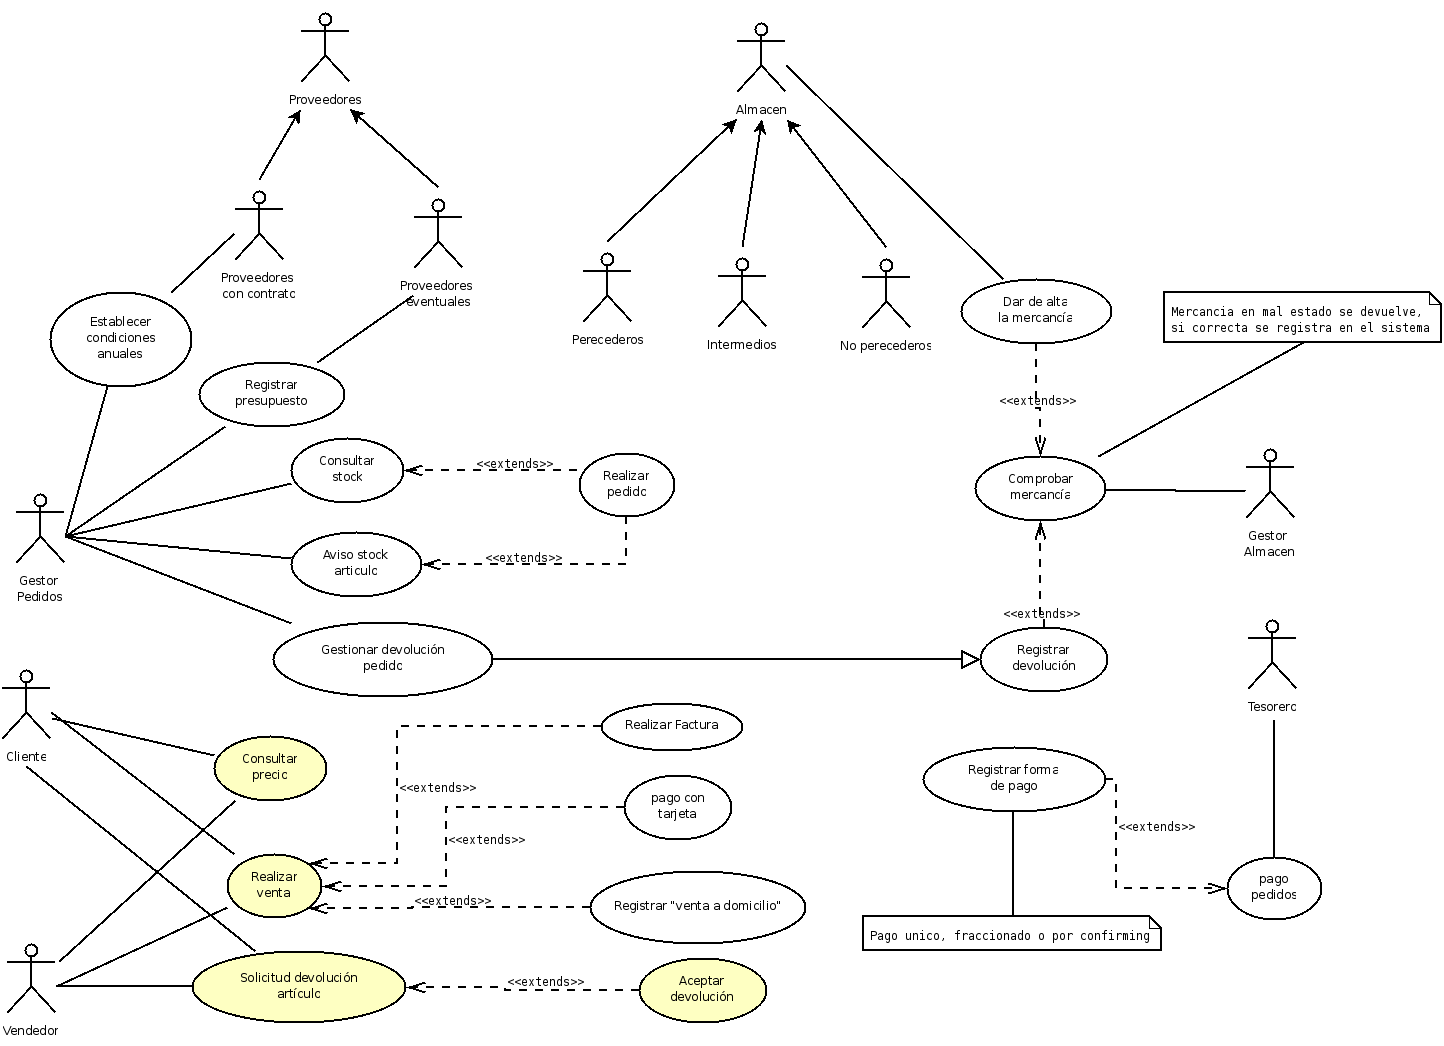 Proveedores
Almacen
Proveedores
con contrato
Proveedores
eventuales
Perecederos
Intermedios
No perecederos
Establecer
condiciones
anuales
Registrar
presupuesto
Dar de alta
la mercancía
Mercancia en mal estado se devuelve,
si correcta se registra en el sistema
<<extends>>
Consultar
stock
<<extends>>
Realizar
pedido
Comprobar
mercancía
Gestor
Almacen
Gestor
Pedidos
Aviso stock
articulo
<<extends>>
<<extends>>
Gestionar devolución
pedido
Registrar
devolución
Tesorero
Cliente
Consultar
precio
Realizar Factura
<<extends>>
pago con
tarjeta
<<extends>>
Registrar forma
de pago
<<extends>>
Realizar
venta
<<extends>>
Registrar "venta a domicilio"
pago
pedidos
Pago unico, fraccionado o por confirming
Vendedor
Solicitud devolución
artículo
<<extends>>
Aceptar
devolución